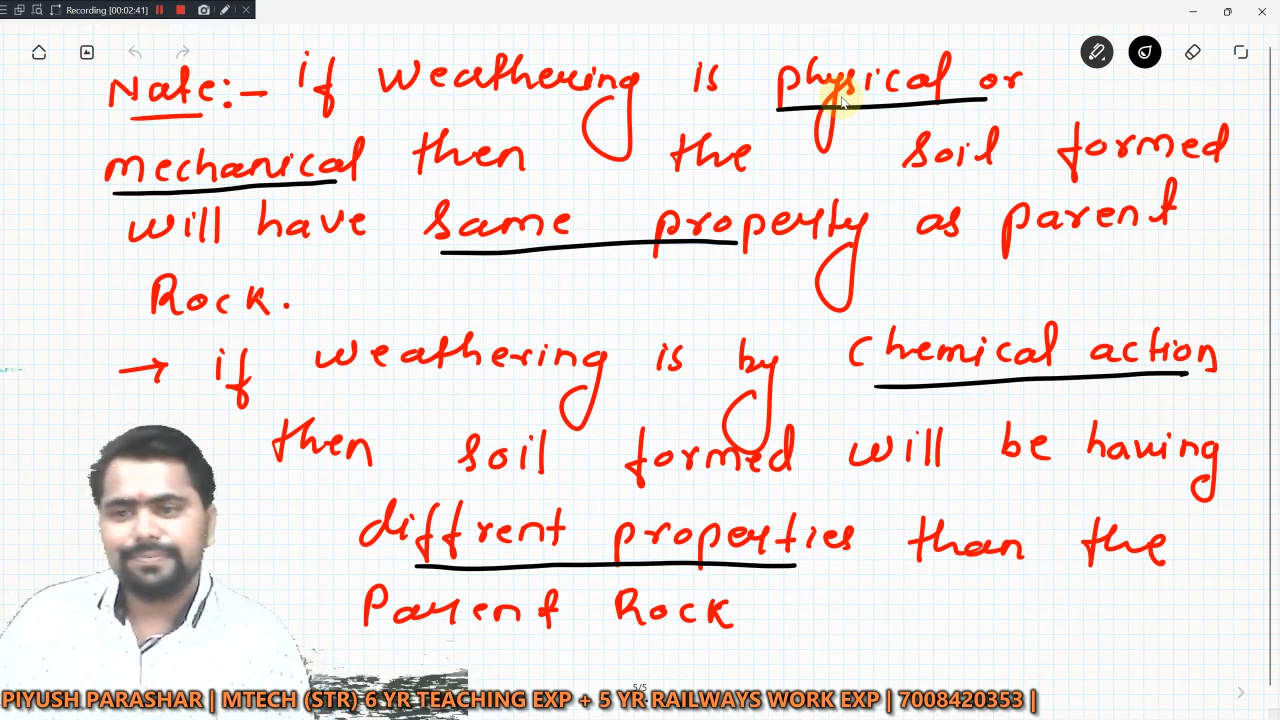 Recording [00:02:41]
Note:- if weathering is physical or
mechanical then the soil formed
will have same property as parent
Rock.
→ if weathering is by chemical action
then soil formed will be having
diffrent properties than the
Parent Rock
5/5
PIYUSH PARASHAR | MTECH (STR) 6 YR TEACHING EXP + 5 YR RAILWAYS WORK EXP | 7008420353 |